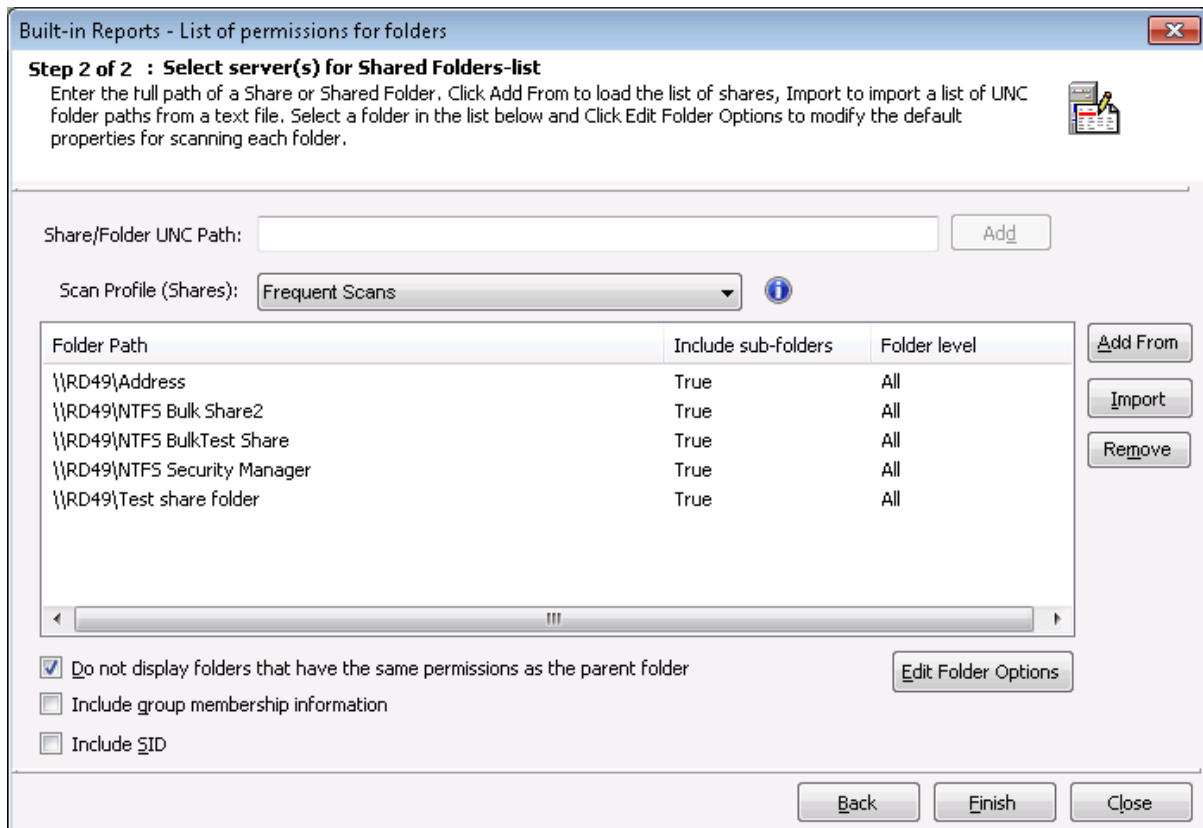 Built-in Reports - List of permissions for folders
Step 2 of 2 : Select server(s) for Shared Folders-list
Enter the full path of a Share or Shared Folder. Click Add From to load the list of shares, Import to import a list of UNC
folder paths from a text file. Select a folder in the list below and Click Edit Folder Options to modify the default
properties for scanning each folder.
Share/Folder UNC Path: Add
Scan Profile (Shares): Frequent Scans
Folder Path Include sub-folders Folder level
\\RD49\Address True All
\\RD49\NTFS Bulk Share2 True All
\\RD49\NTFS BulkTest Share True All
\\RD49\NTFS Security Manager True All
\\RD49\Test share folder True All
Add From
Import
Remove
Do not display folders that have the same permissions as the parent folder
Edit Folder Options
Include group membership information
Include SID
Back Finish Close